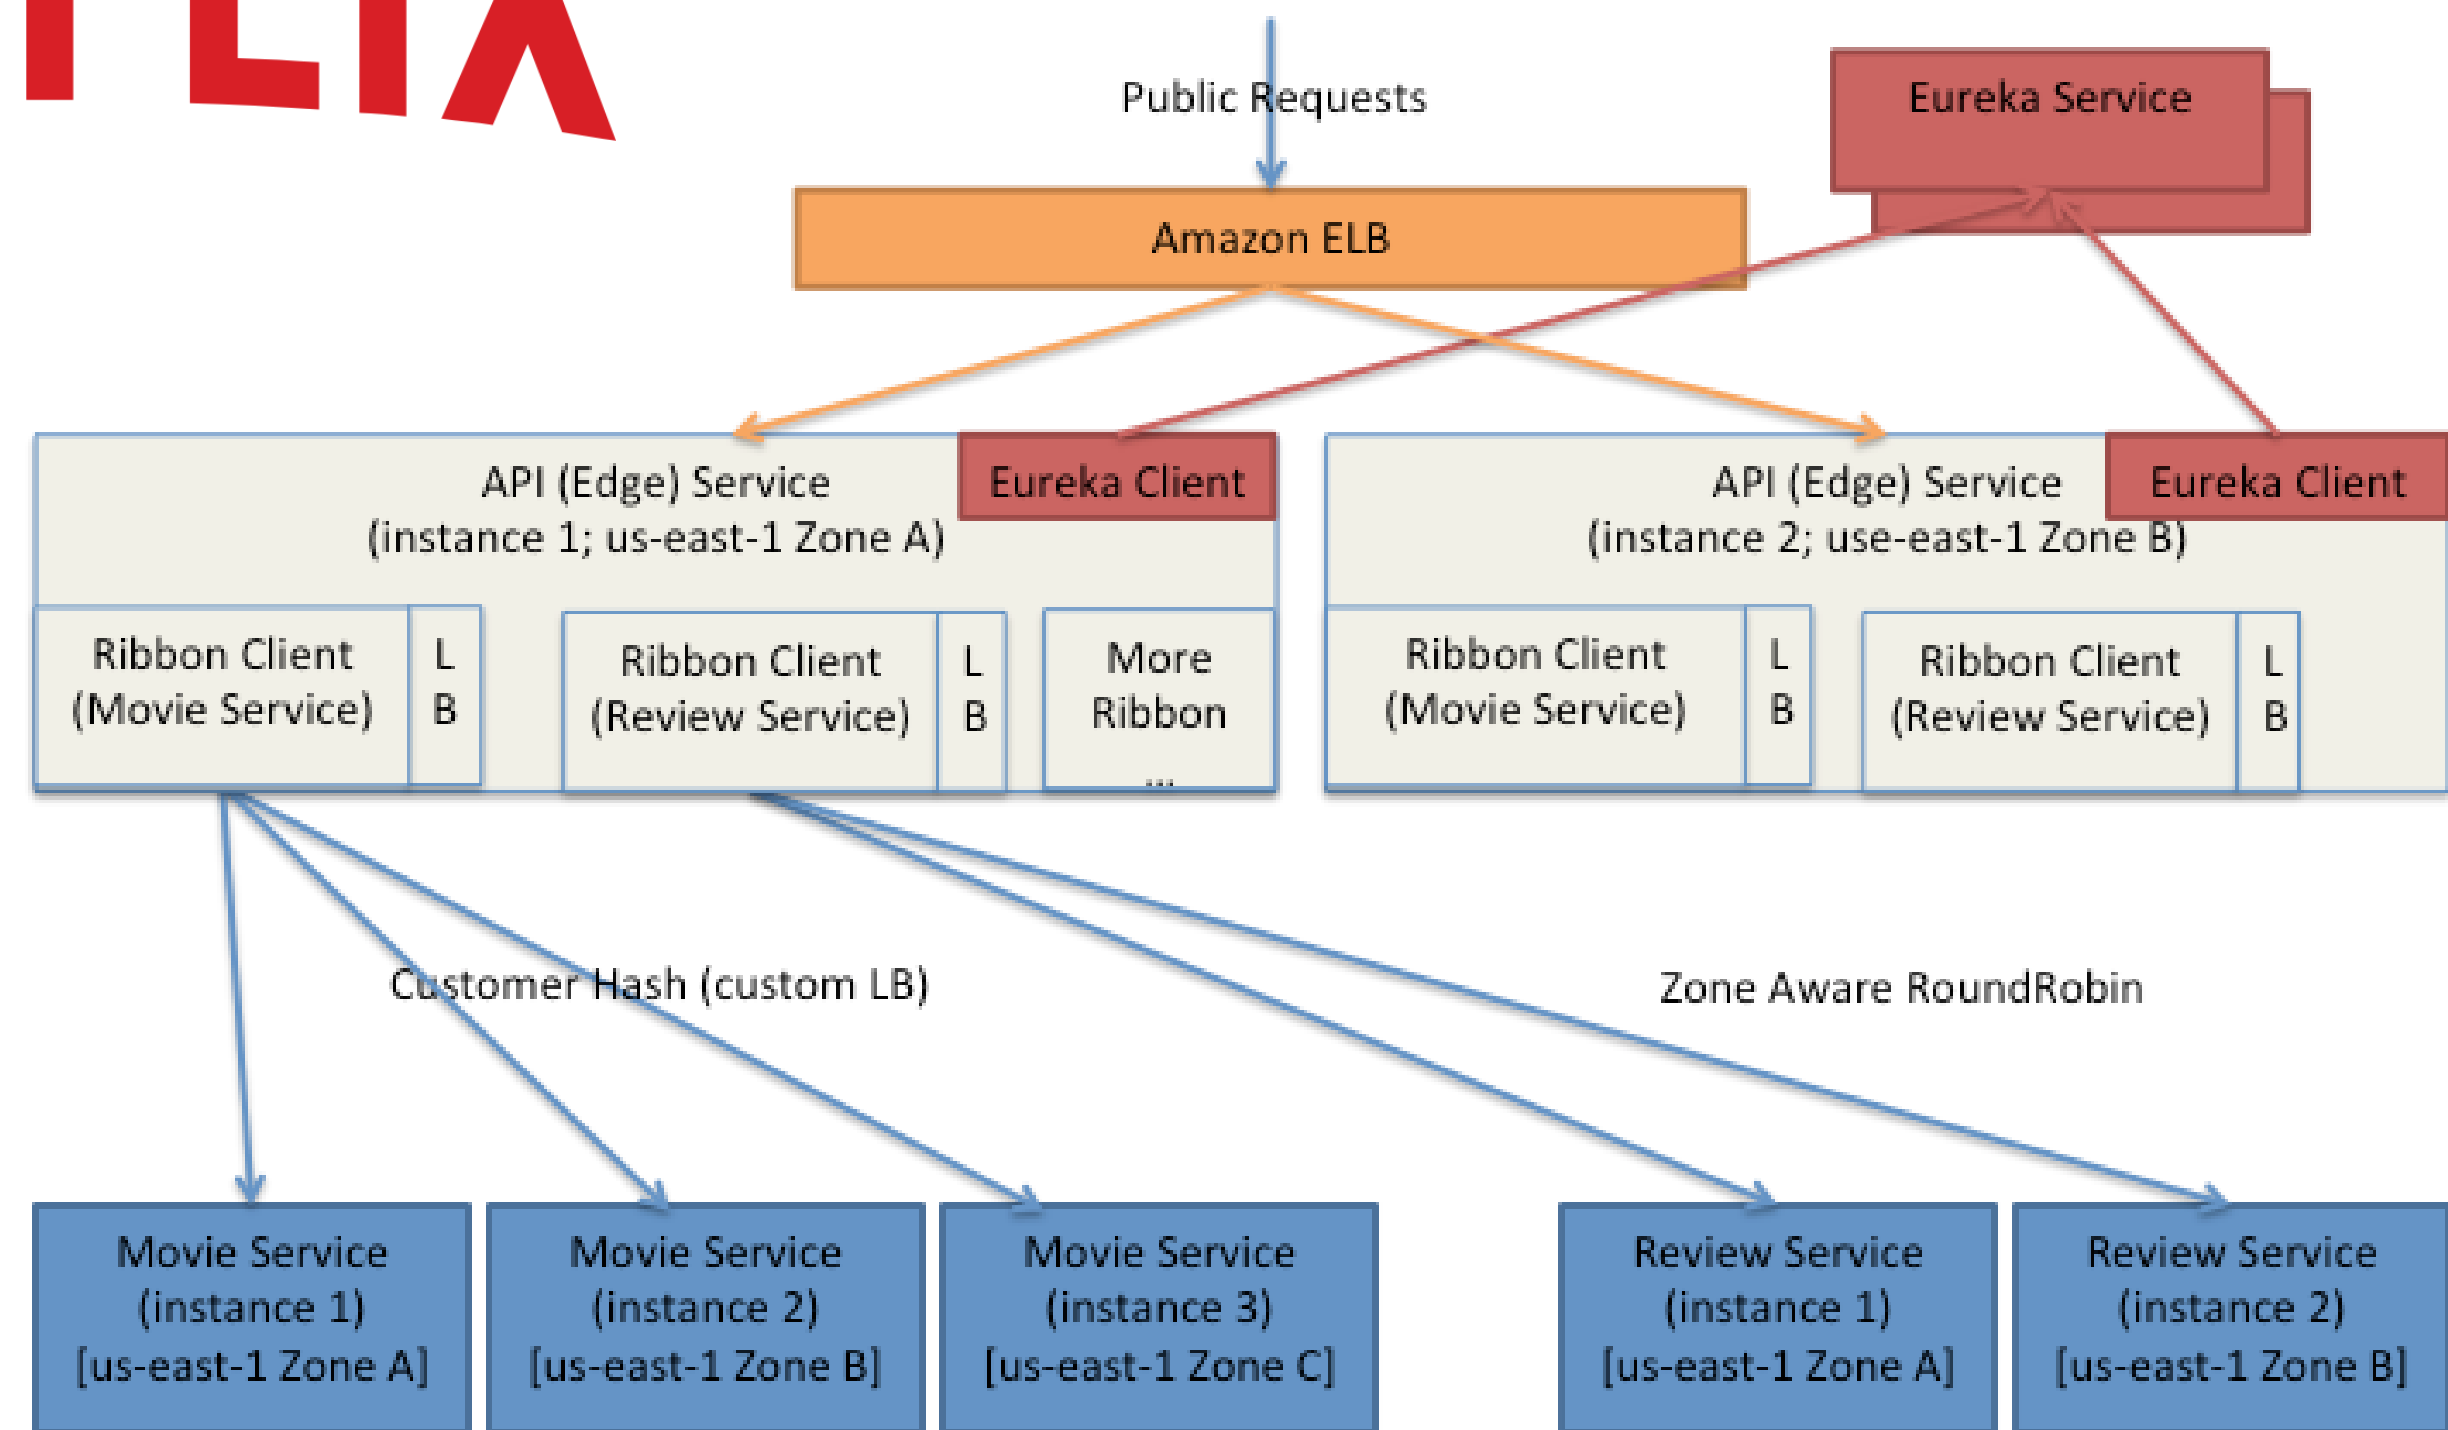 FLIX
Public Requests
Eureka Service
Amazon ELB
API (Edge) Service
(instance 1; us-east-1 Zone A)
Eureka Client
API (Edge) Service
(instance 2; use-east-1 Zone B)
Eureka Client
Ribbon Client
(Movie Service)
L
B
Ribbon Client
(Review Service)
L
B
More
Ribbon
...
Ribbon Client
(Movie Service)
L
B
Ribbon Client
(Review Service)
L
B
Customer Hash (custom LB)
Zone Aware RoundRobin
Movie Service
(instance 1)
[us-east-1 Zone A]
Movie Service
(instance 2)
[us-east-1 Zone B]
Movie Service
(instance 3)
[us-east-1 Zone C]
Review Service
(instance 1)
[us-east-1 Zone A]
Review Service
(instance 2)
[us-east-1 Zone B]